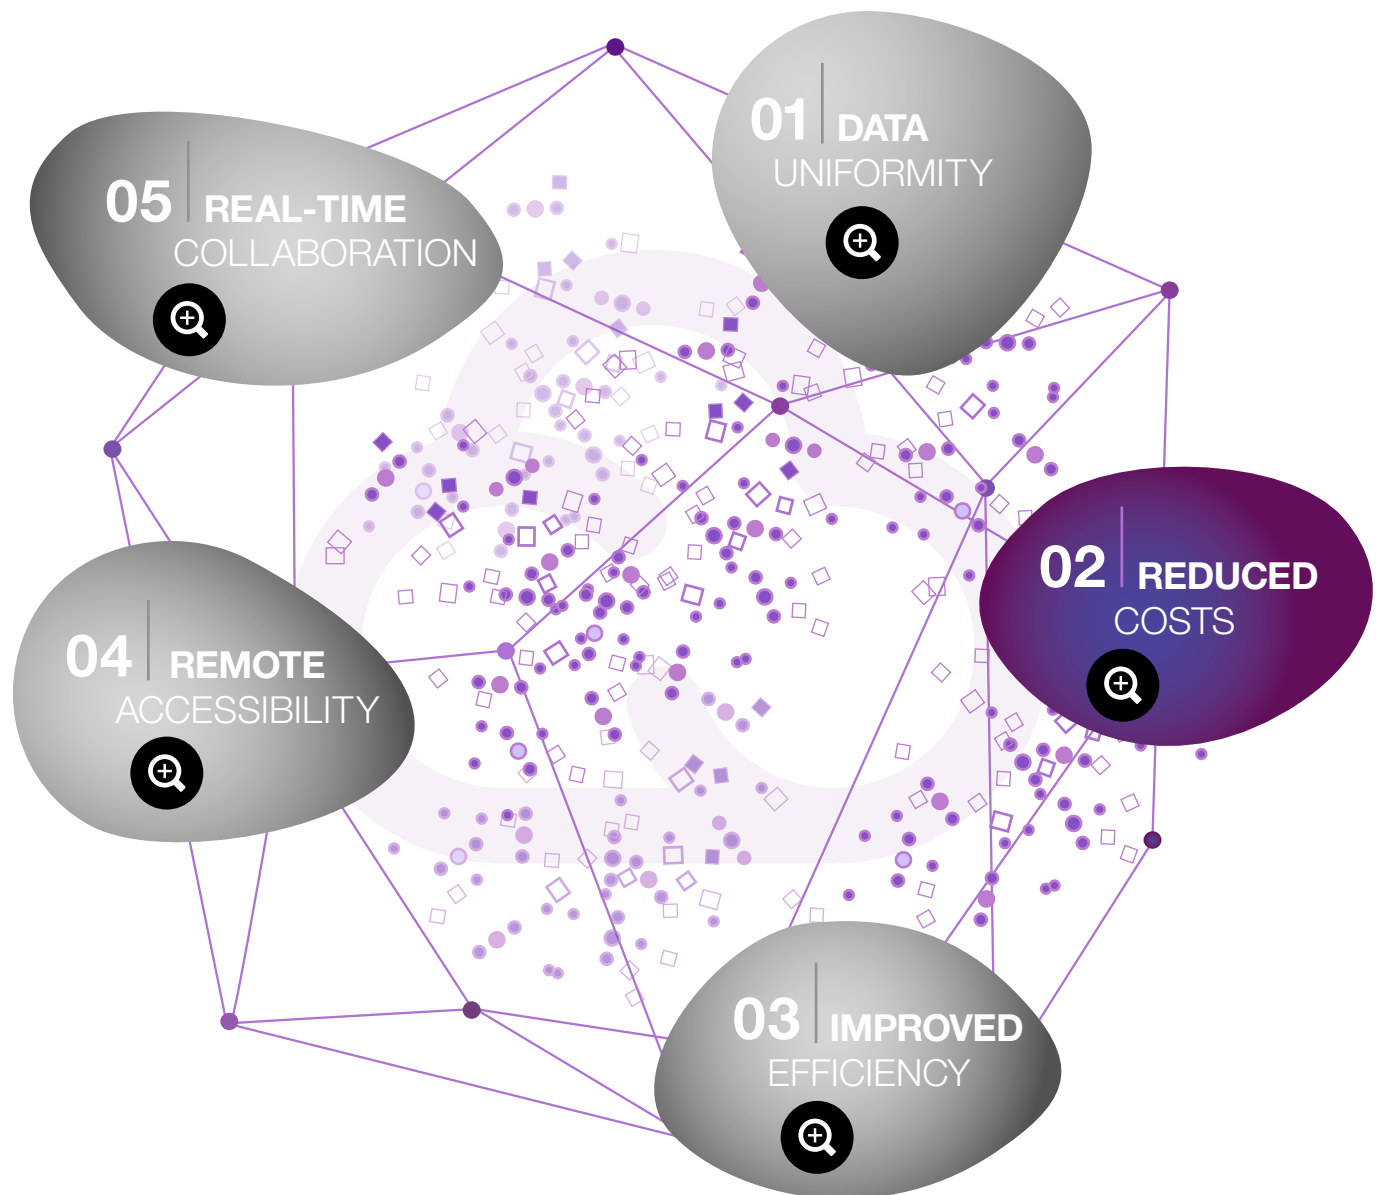 01 DATA
UNIFORMITY
02 REDUCED
COSTS
03 IMPROVED
EFFICIENCY
04 REMOTE
ACCESSIBILITY
05 REAL-TIME
COLLABORATION